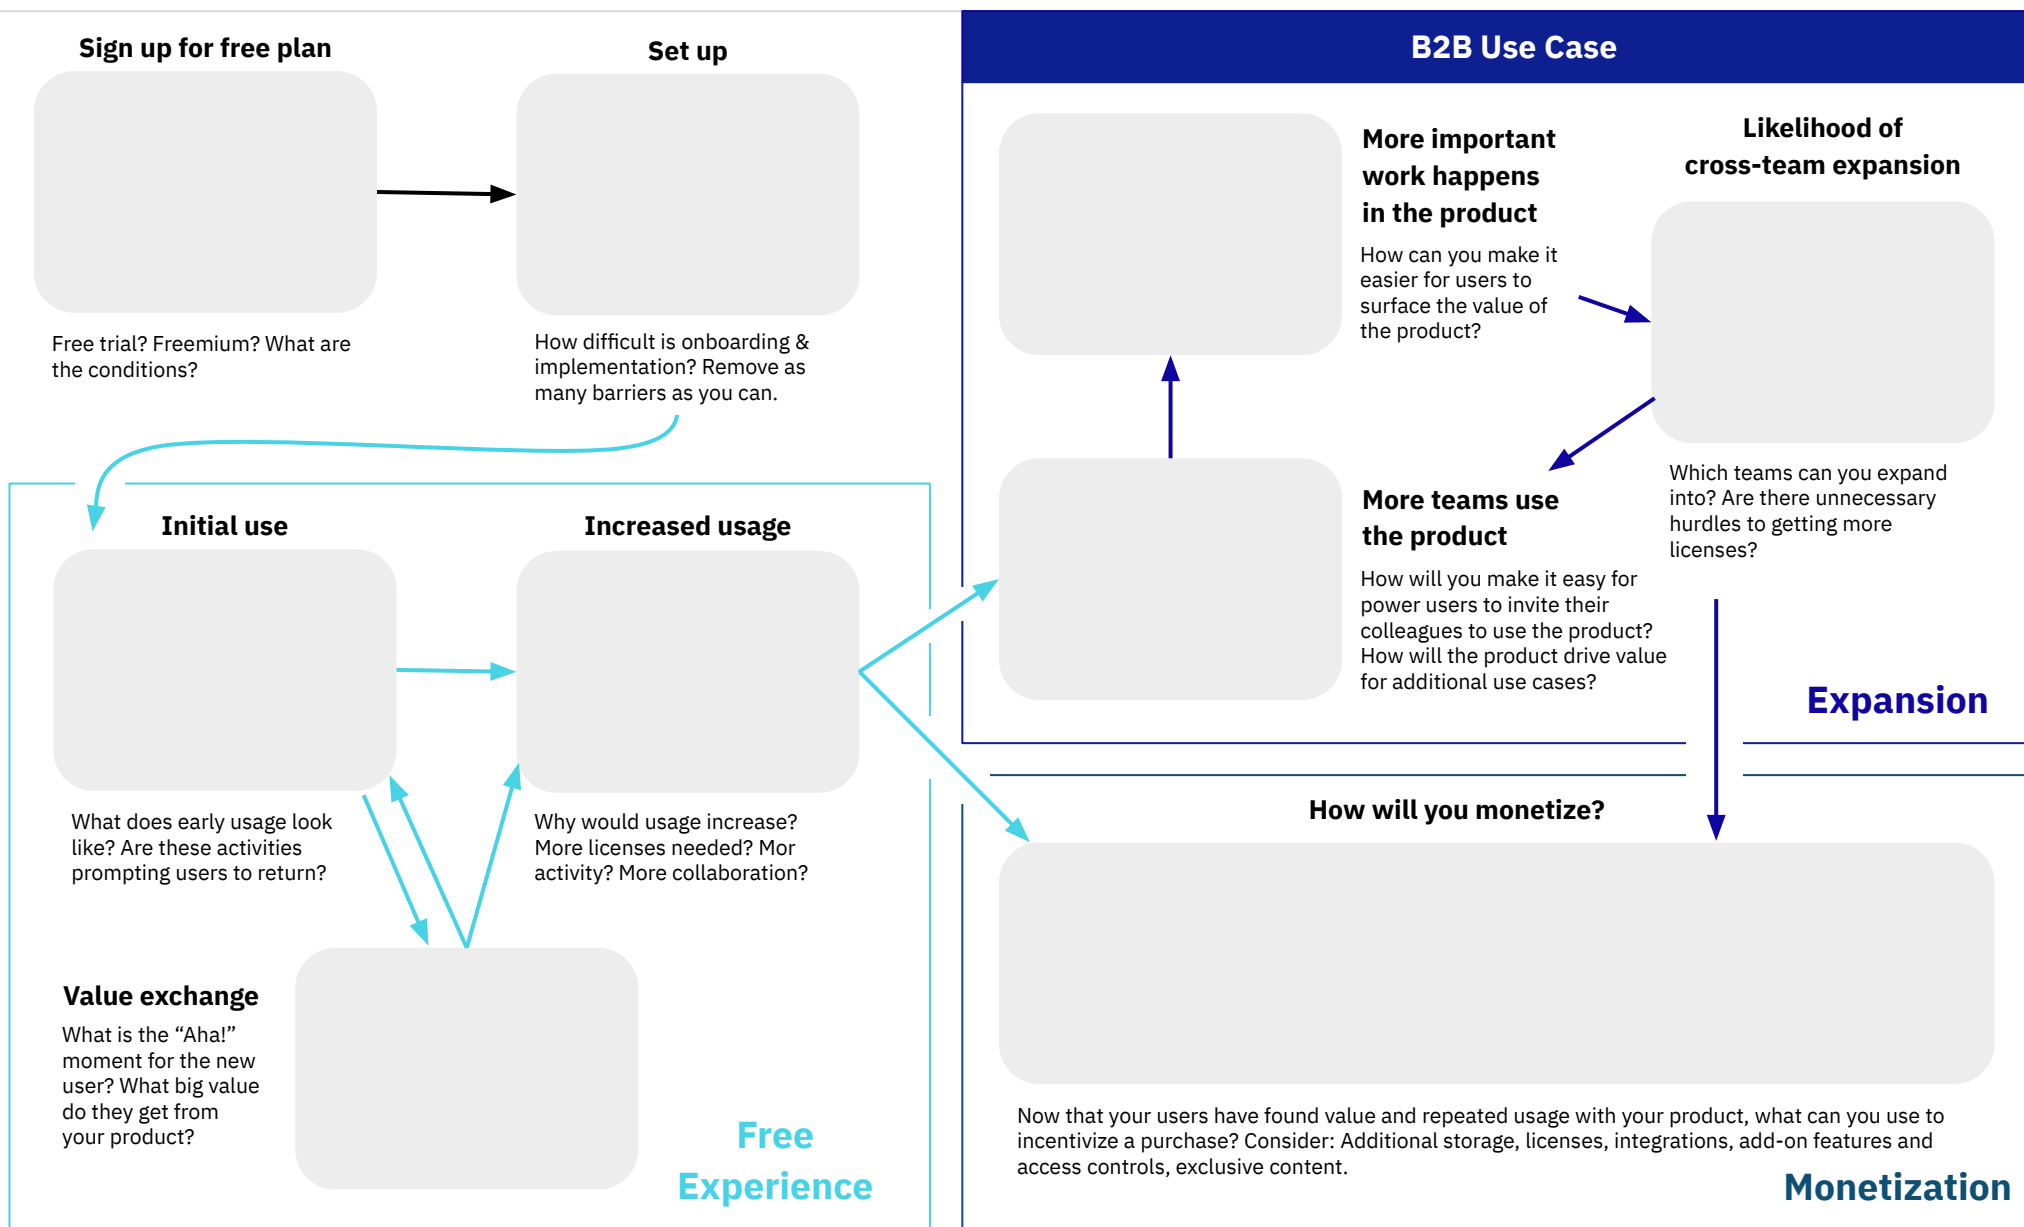 Sign up for free plan
Free trial? Freemium? What are
the conditions?
Set up
How difficult is onboarding &
implementation? Remove as
many barriers as you can.
Initial use
What does early usage look
like? Are these activities
prompting users to return?
Increased usage
Why would usage increase?
More licenses needed? Mor
activity? More collaboration?
Value exchange
What is the “Aha!”
moment for the new
user? What big value
do they get from
your product?
Free
Experience
B2B Use Case
More important
work happens
in the product
How can you make it
easier for users to
surface the value of
the product?
Likelihood of
cross-team expansion
Which teams can you expand
into? Are there unnecessary
hurdles to getting more
licenses?
More teams use
the product
How will you make it easy for
power users to invite their
colleagues to use the product?
How will the product drive value
for additional use cases?
Expansion
How will you monetize?
Now that your users have found value and repeated usage with your product, what can you use to
incentivize a purchase? Consider: Additional storage, licenses, integrations, add-on features and
access controls, exclusive content.
Monetization